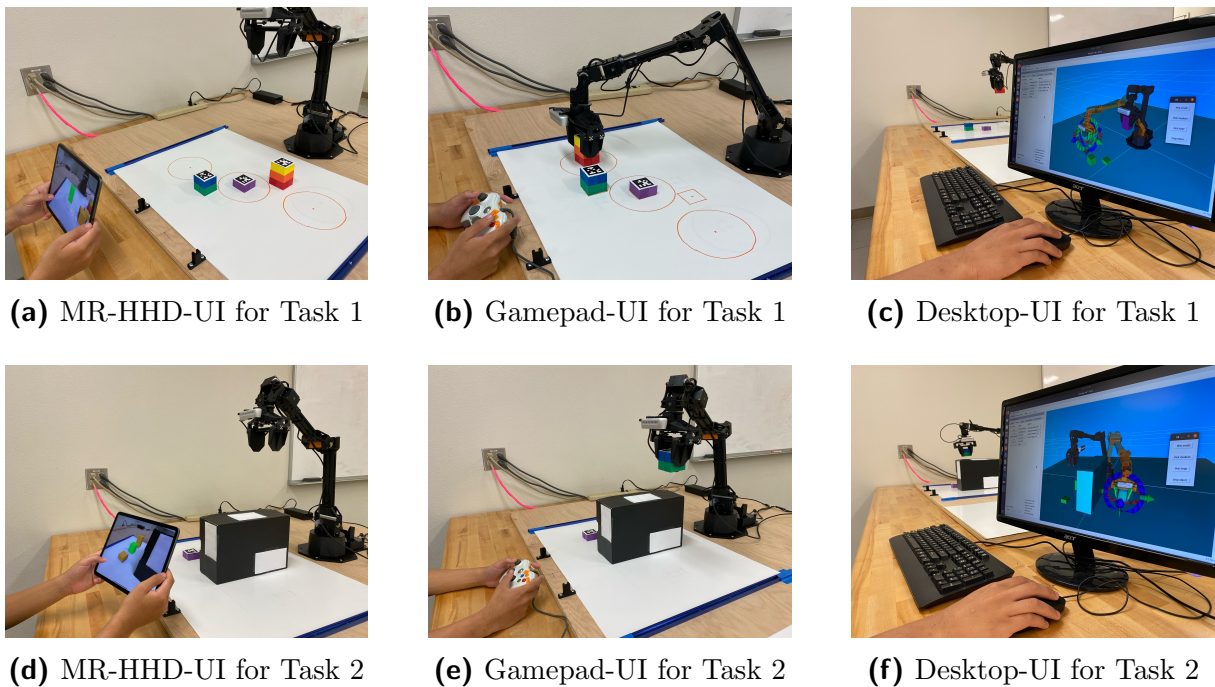 (a) MR-HHD-UI for Task 1
(b) Gamepad-UI for Task 1
(c) Desktop-UI for Task 1
(d) MR-HHD-UI for Task 2
(e) Gamepad-UI for Task 2
(f) Desktop-UI for Task 2